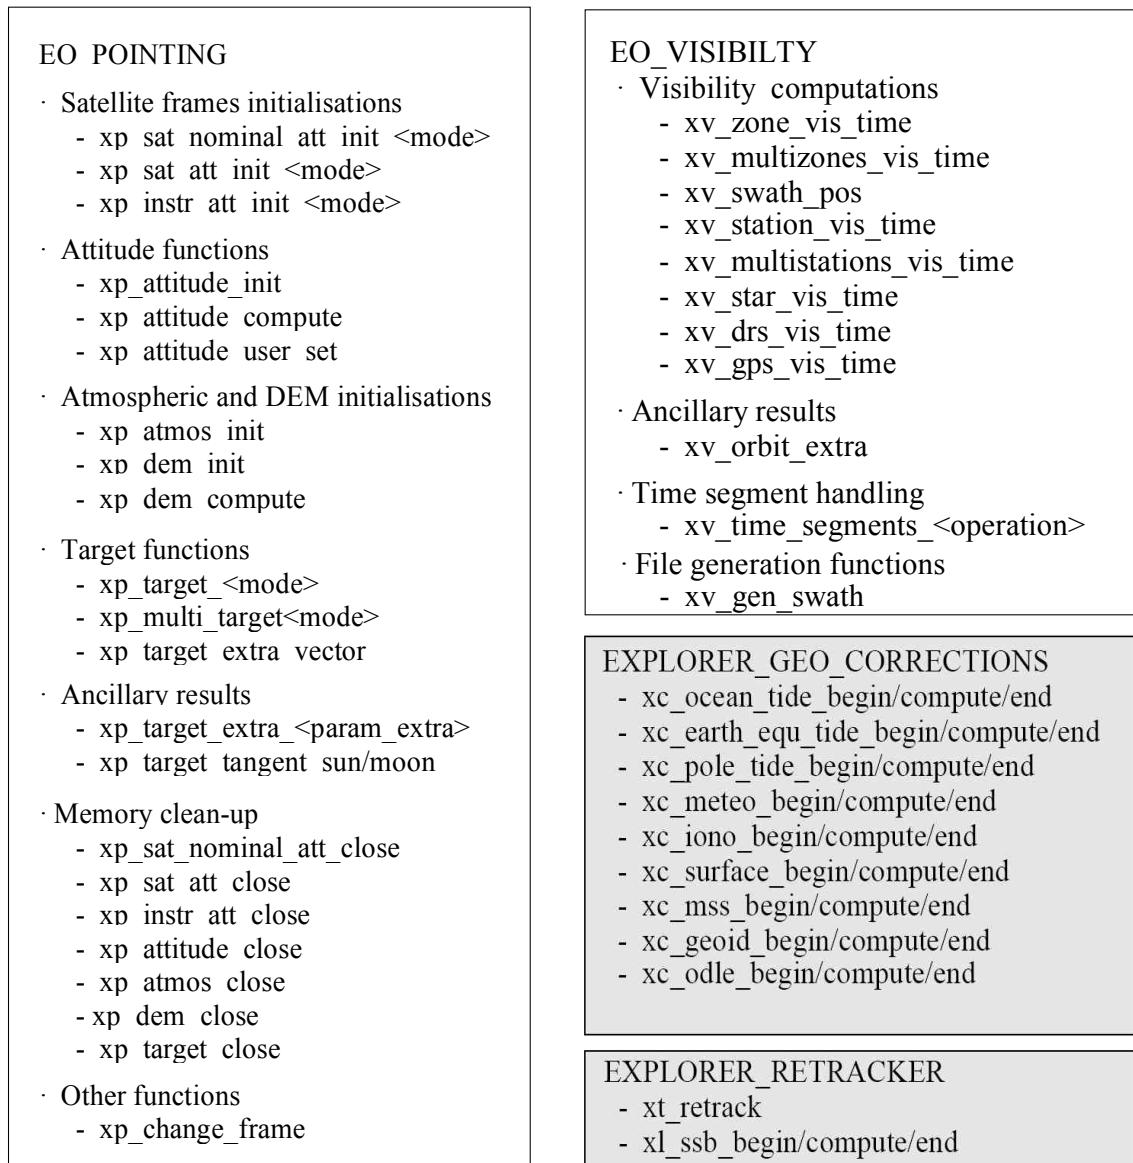 EO POINTING
· Satellite frames initialisations
- xp sat nominal att init <mode>
- xp sat att init <mode>
- xp instr att init <mode>
· Attitude functions
- xp_attitude_init
- xp attitude compute
- xp attitude user set
· Atmospheric and DEM initialisations
- xp atmos init
- xp dem init
- xp dem compute
· Target functions
- xp_target_<mode>
- xp_multi_target<mode>
- xp target extra vector
· Ancillary results
- xp_target_extra_<param_extra>
- xp target tangent sun/moon
· Memory clean-up
- xp_sat_nominal_att_close
- xp sat att close
- xp instr att close
- xp attitude close
- xp atmos close
- xp dem close
- xp target close
· Other functions
- xp_change_frame
EO_VISIBILTY
· Visibility computations
- xv_zone_vis_time
- xv_multizones_vis_time
- xv_swath_pos
- xv_station_vis_time
- xv_multistations_vis_time
- xv_star_vis_time
- xv_drs_vis_time
- xv_gps_vis_time
· Ancillary results
- xv_orbit_extra
· Time segment handling
- xv_time_segments_<operation>
· File generation functions
- xv_gen_swath
EXPLORER_GEO_CORRECTIONS
- xc_ocean_tide_begin/compute/end
- xc_earth_equ_tide_begin/compute/end
- xc_pole_tide_begin/compute/end
- xc_meteo_begin/compute/end
- xc_iono_begin/compute/end
- xc_surface_begin/compute/end
- xc_mss_begin/compute/end
- xc_geoid_begin/compute/end
- xc_odle_begin/compute/end
EXPLORER_RETRACKER
- xt_retrack
- xl_ssb_begin/compute/end